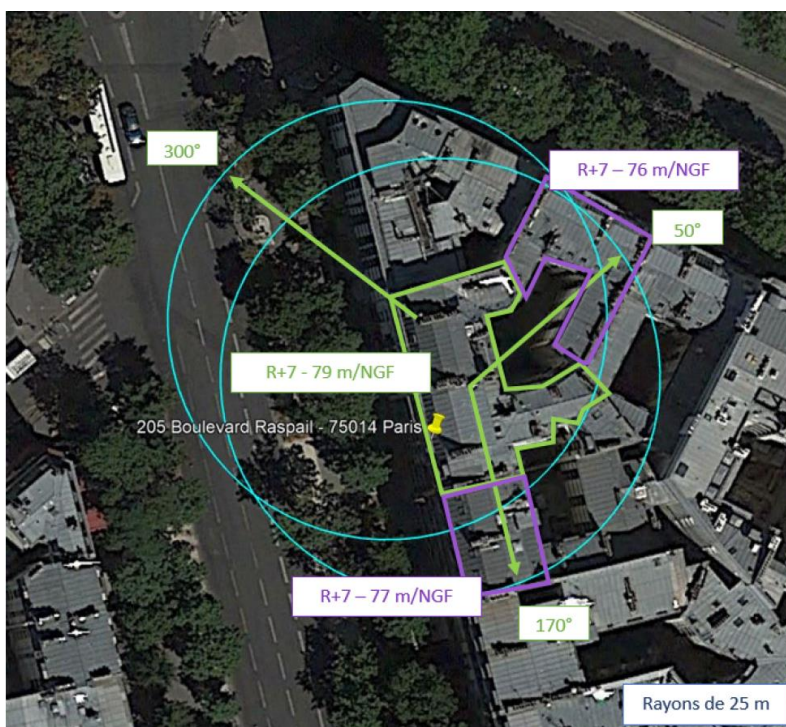 300°
R+7 – 76 m/NGF
50°
R+7 - 79 m/NGF
205 Boulevard Raspail - 75014 Paris
R+7 – 77 m/NGF
170°
Rayons de 25 m